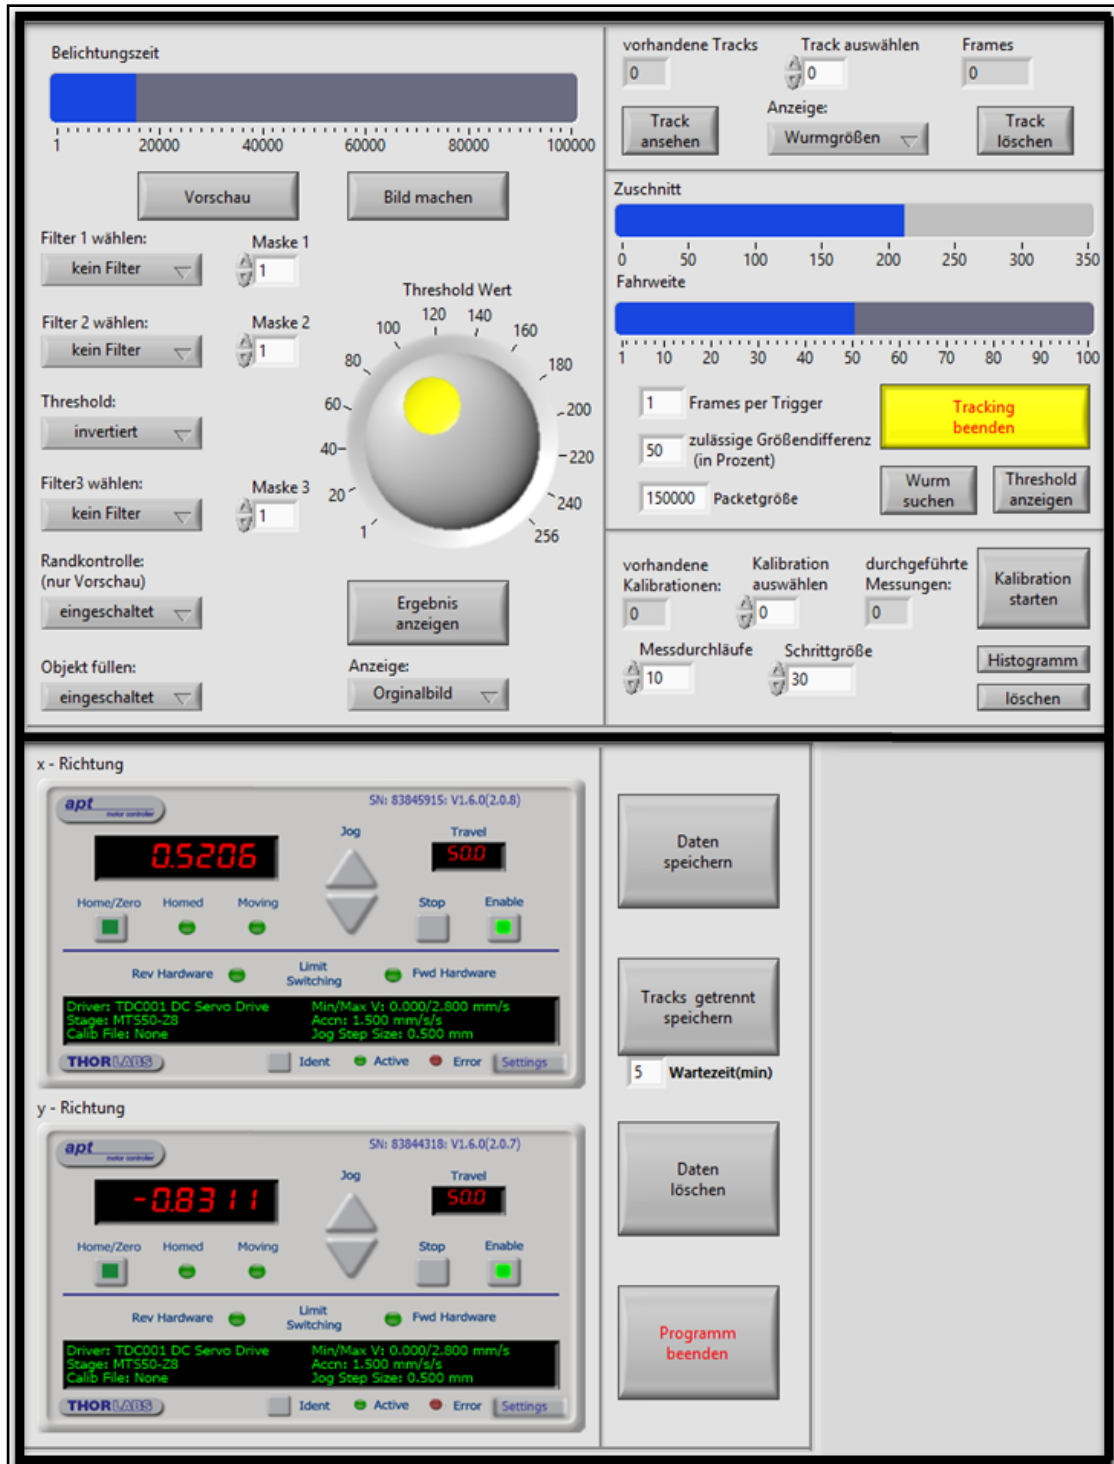 Belichtungszeit
1 20000 40000 60000 80000 100000
Vorschau
Bild machen
Filter 1 wählen:
Maske 1
kein Filter
1
Filter 2 wählen:
Maske 2
kein Filter
1
Threshold:
invertiert
Filter3 wählen:
Maske 3
kein Filter
1
Randkontrolle:
(nur Vorschau)
eingeschaltet
Objekt füllen:
eingeschaltet
Threshold Wert
1 20 40 60 80 100 120 140 160 180 200 220 240 256
Ergebnis
anzeigen
Anzeige:
Orginalbild
vorhandene Tracks
Track auswählen
Frames
0
0
0
Track
ansehen
Anzeige:
Wurmgrößen
Track
löschen
Zuschnitt
0 50 100 150 200 250 300 350
Fahrweite
1 10 20 30 40 50 60 70 80 90 100
1 Frames per Trigger
50 zulässige Größendifferenz
(in Prozent)
150000 Packetgröße
Tracking
beenden
Wurm
suchen
Threshold
anzeigen
vorhandene
Kalibrationen:
0
Kalibration
auswählen
0
durchgeführte
Messungen:
0
Kalibration
starten
Messdurchläufe
10
Schrittgröße
30
Histogramm
löschen
x - Richtung
apt
motor controller
SN: 83845915: V1.6.0(2.0.8)
0.5206
Jog
Travel
50.0
Home/Zero Homed Moving
Stop Enable
Rev Hardware
Limit
Switching
Fwd Hardware
Driver: TDC001 DC Servo Drive Min/Max V: 0.000/2.800 mm/s
Stage: MTS50-Z8 Accn: 1.500 mm/s/s
Calib File: None Jog Step Size: 0.500 mm
THORLABS Ident Active Error Settings
y - Richtung
apt
motor controller
SN: 83844318: V1.6.0(2.0.7)
-0.8311
Jog
Travel
50.0
Home/Zero Homed Moving
Stop Enable
Rev Hardware
Limit
Switching
Fwd Hardware
Driver: TDC001 DC Servo Drive Min/Max V: 0.000/2.800 mm/s
Stage: MTS50-Z8 Accn: 1.500 mm/s/s
Calib File: None Jog Step Size: 0.500 mm
THORLABS Ident Active Error Settings
Daten
speichern
Tracks getrennt
speichern
5 Wartezeit(min)
Daten
löschen
Programm
beenden